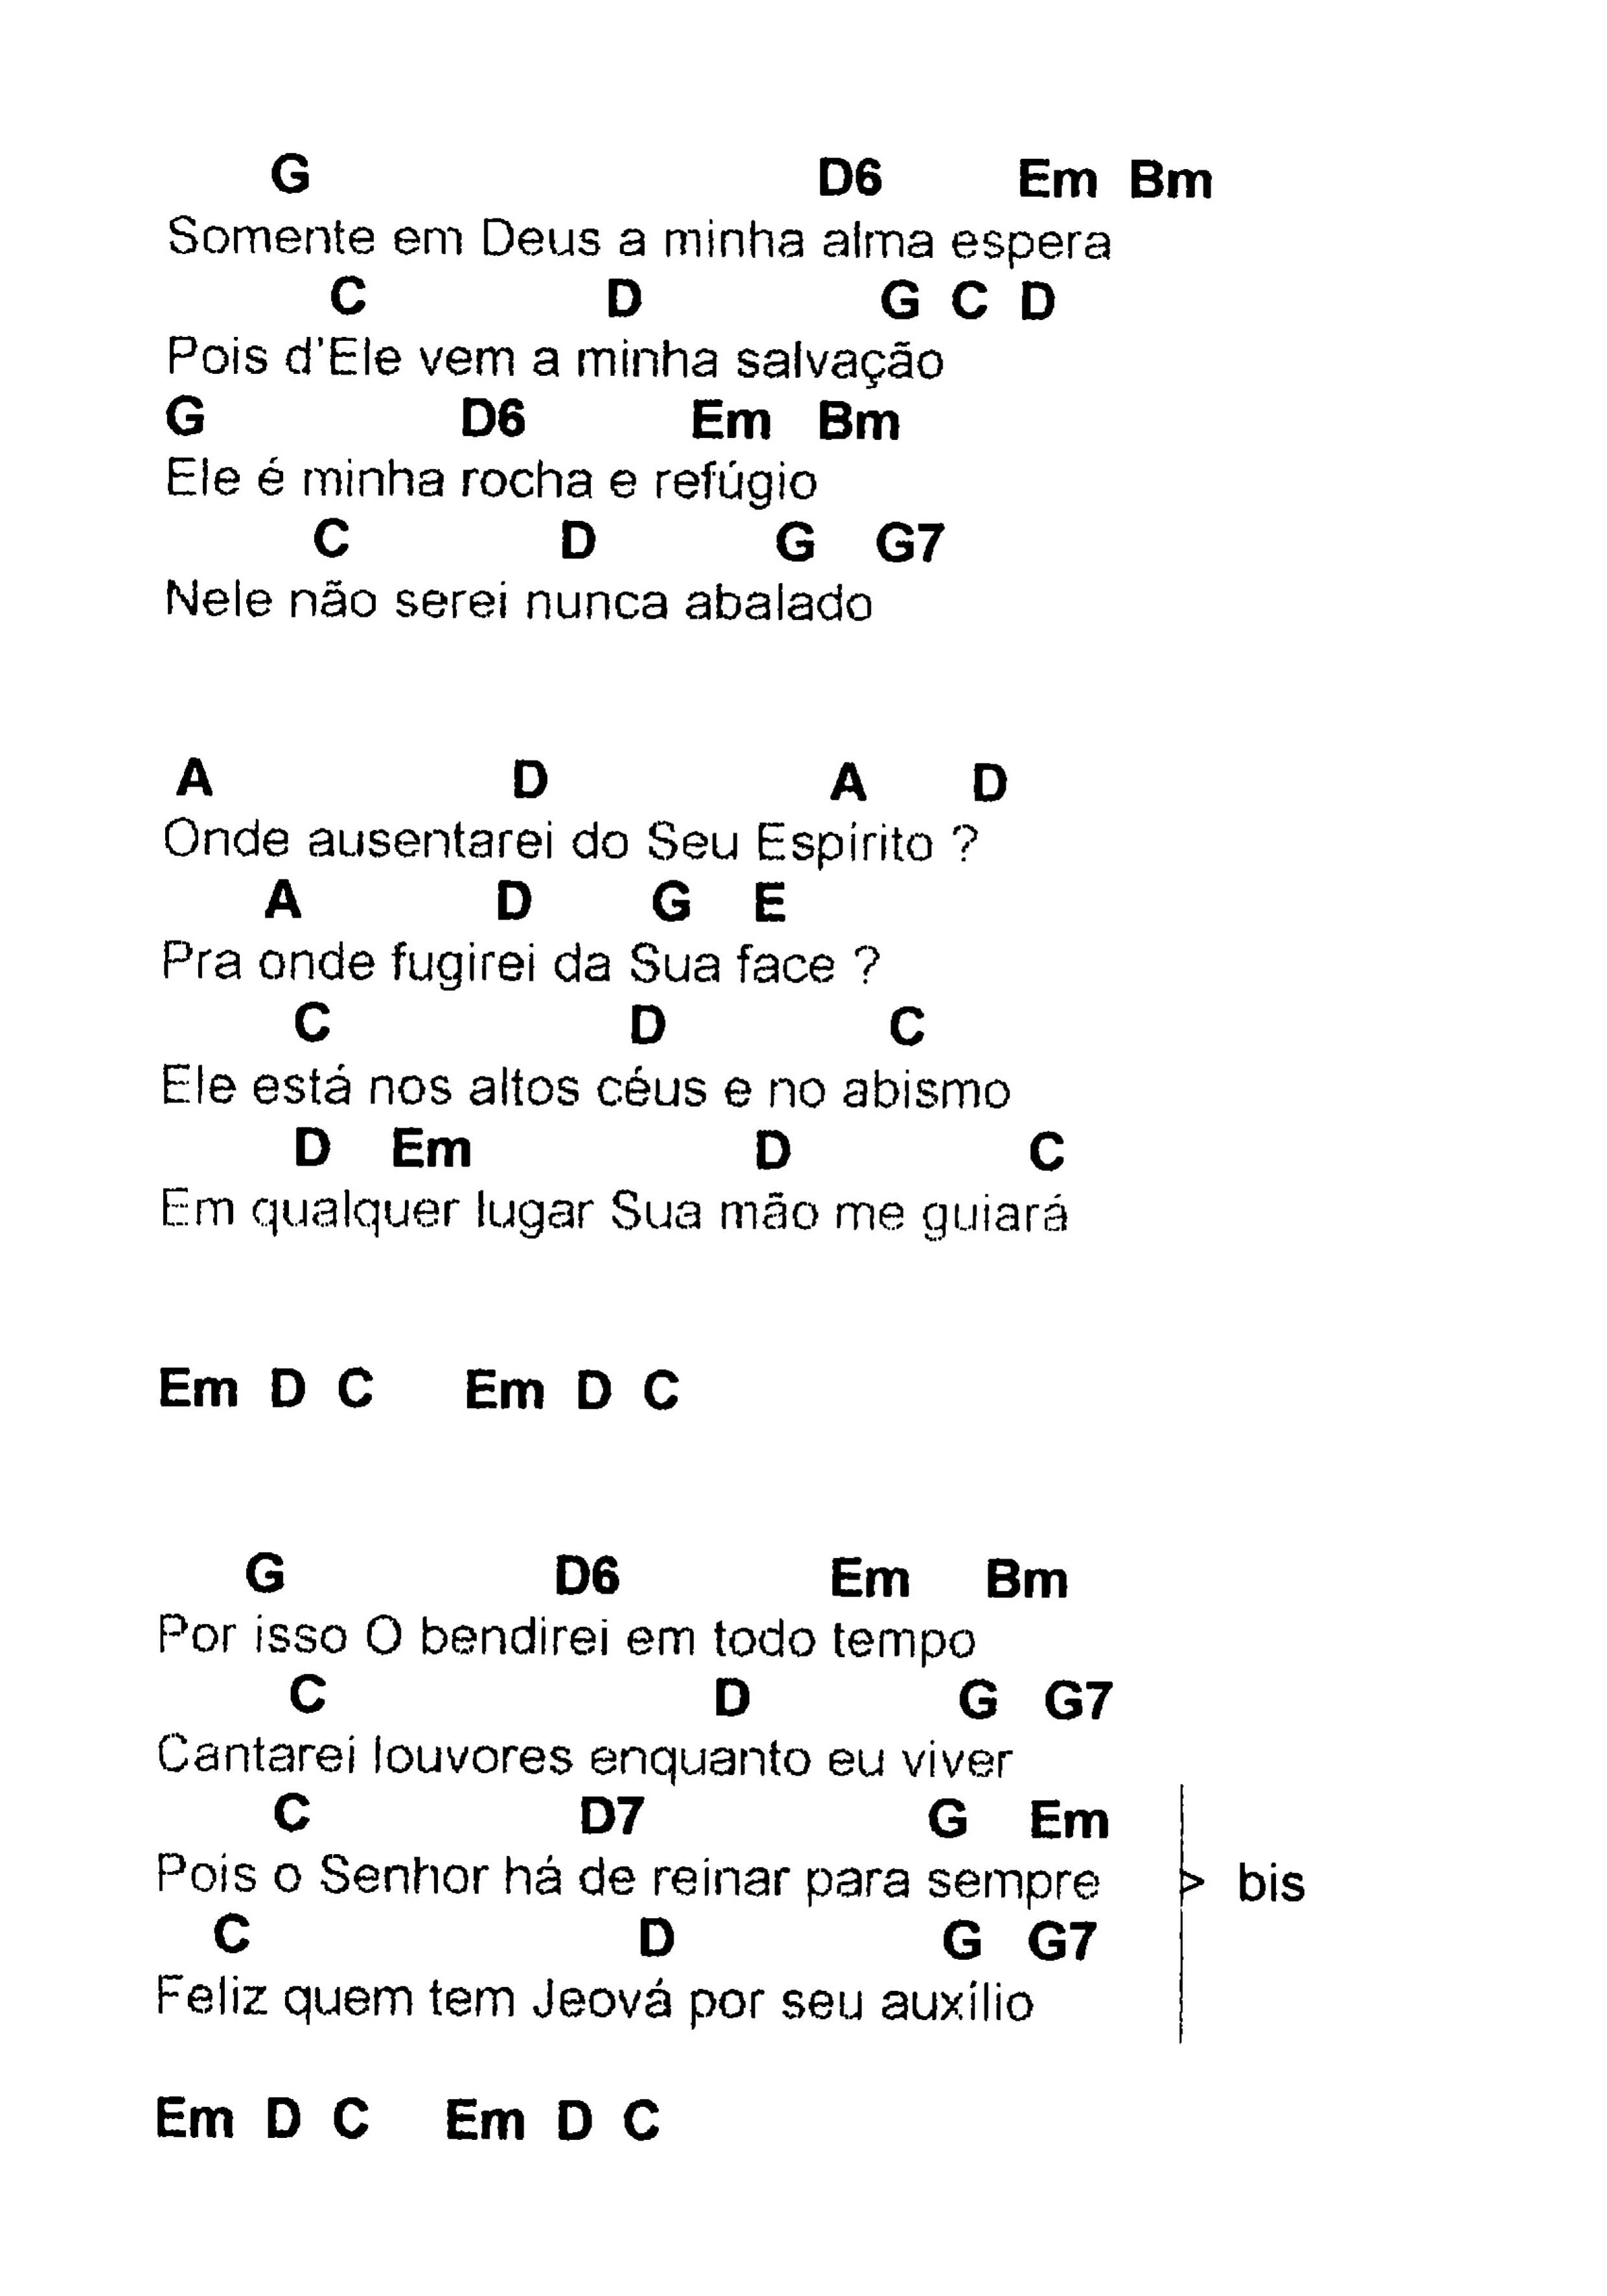 G D6 Em Bm
Somente em Deus a minha alma espera
C D G C D
Pois d'Ele vem a minha salvação
G D6 Em Bm
Ele é minha rocha e refúgio
C D G G7
Nele não serei nunca abalado
A D A D
Onde ausentarei do Seu Espírito ?
A D G E
Pra onde fugirei da Sua face ?
C D C
Ele está nos altos céus e no abismo
D Em D C
Em qualquer lugar Sua mão me guiará
Em D C Em D C
G D6 Em Bm
Por isso O bendirei em todo tempo
C D G G7
Cantarei louvores enquanto eu viver
C D7 G Em
Pois o Senhor há de reinar para sempre > bis
C D G G7
Feliz quem tem Jeová por seu auxílio
Em D C Em D C